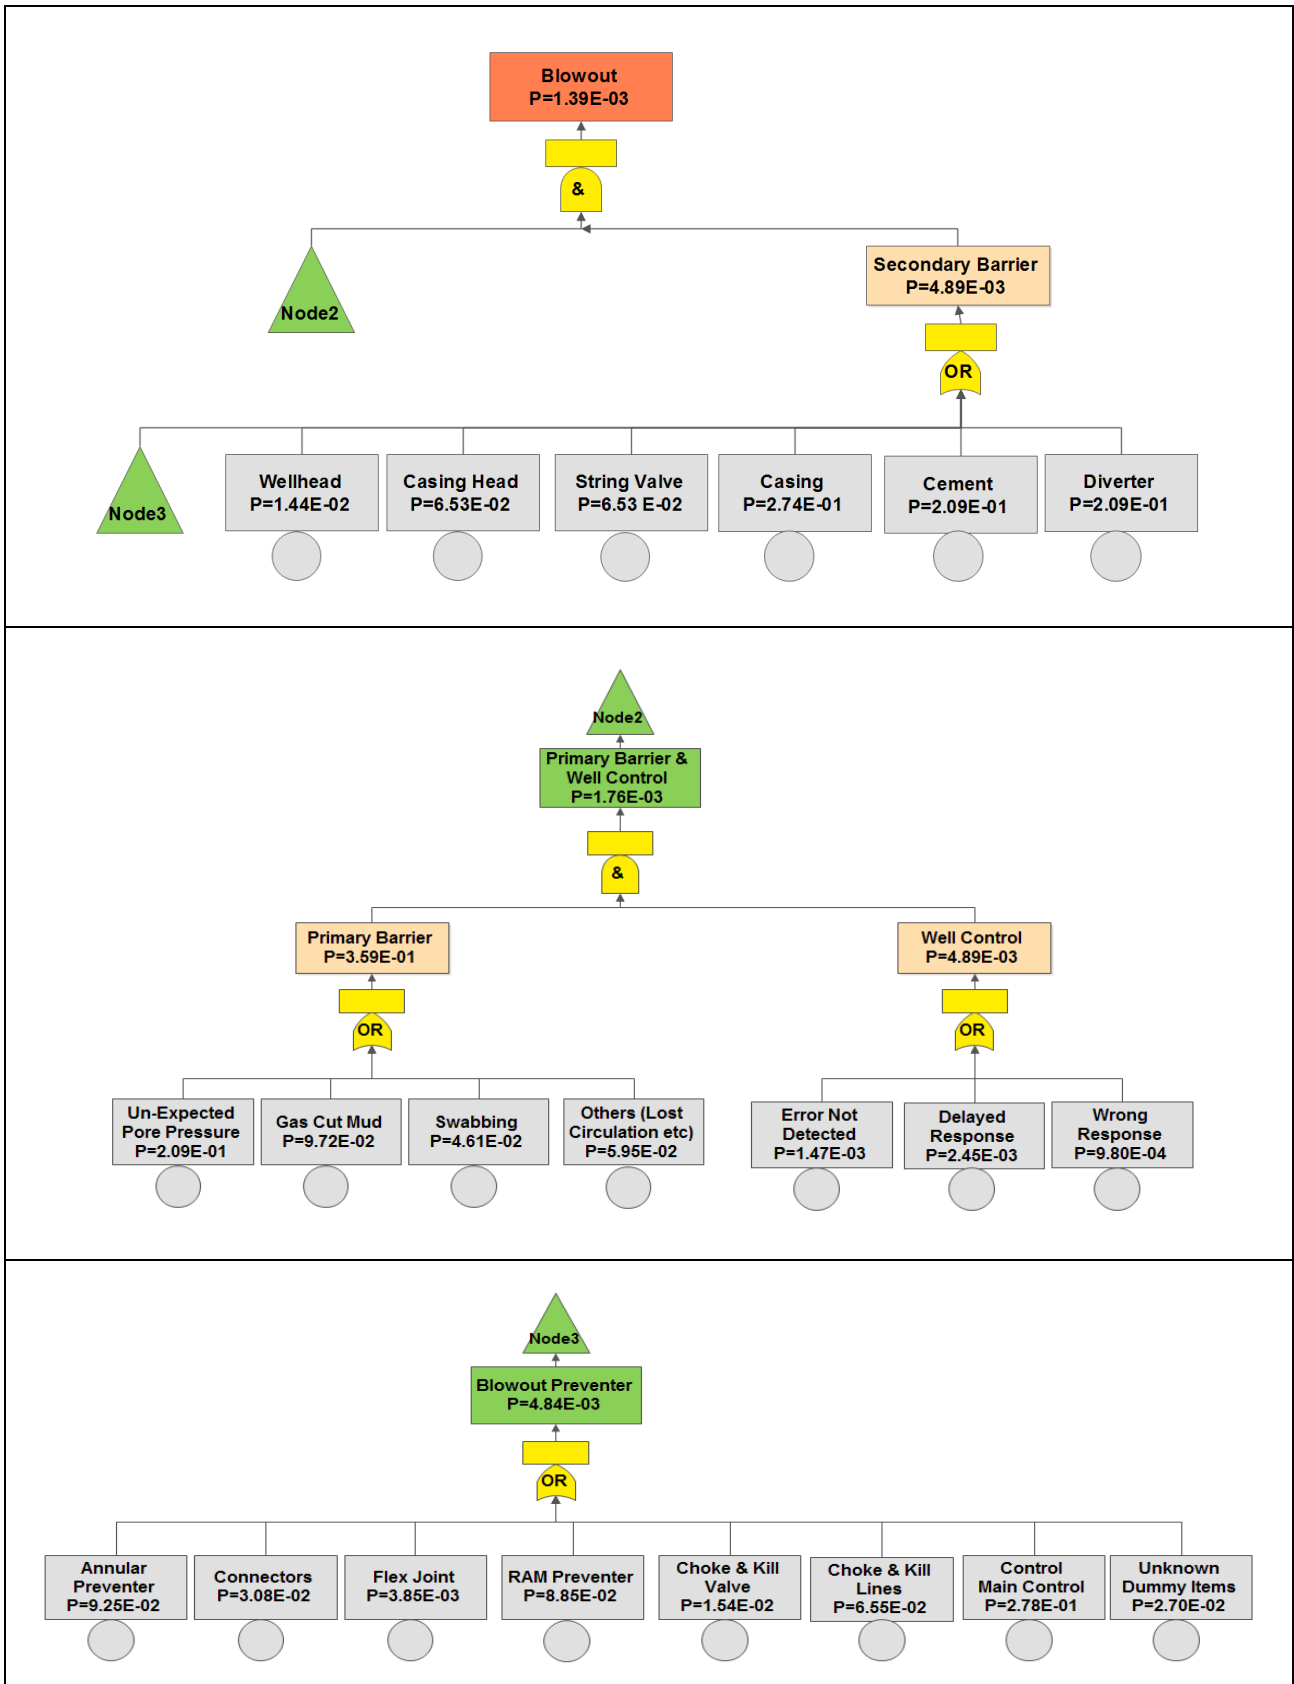 Blowout
P=1.39E-03
&
Node2
Secondary Barrier
P=4.89E-03
OR
Node3
Wellhead
P=1.44E-02
Casing Head
P=6.53E-02
String Valve
P=6.53 E-02
Casing
P=2.74E-01
Cement
P=2.09E-01
Diverter
P=2.09E-01
Node2
Primary Barrier &
Well Control
P=1.76E-03
&
Primary Barrier
P=3.59E-01
Well Control
P=4.89E-03
OR
OR
Un-Expected
Pore Pressure
P=2.09E-01
Gas Cut Mud
P=9.72E-02
Swabbing
P=4.61E-02
Others (Lost
Circulation etc)
P=5.95E-02
Error Not
Detected
P=1.47E-03
Delayed
Response
P=2.45E-03
Wrong
Response
P=9.80E-04
Node3
Blowout Preventer
P=4.84E-03
OR
Annular
Preventer
P=9.25E-02
Connectors
P=3.08E-02
Flex Joint
P=3.85E-03
RAM Preventer
P=8.85E-02
Choke & Kill
Valve
P=1.54E-02
Choke & Kill
Lines
P=6.55E-02
Control
Main Control
P=2.78E-01
Unknown
Dummy Items
P=2.70E-02